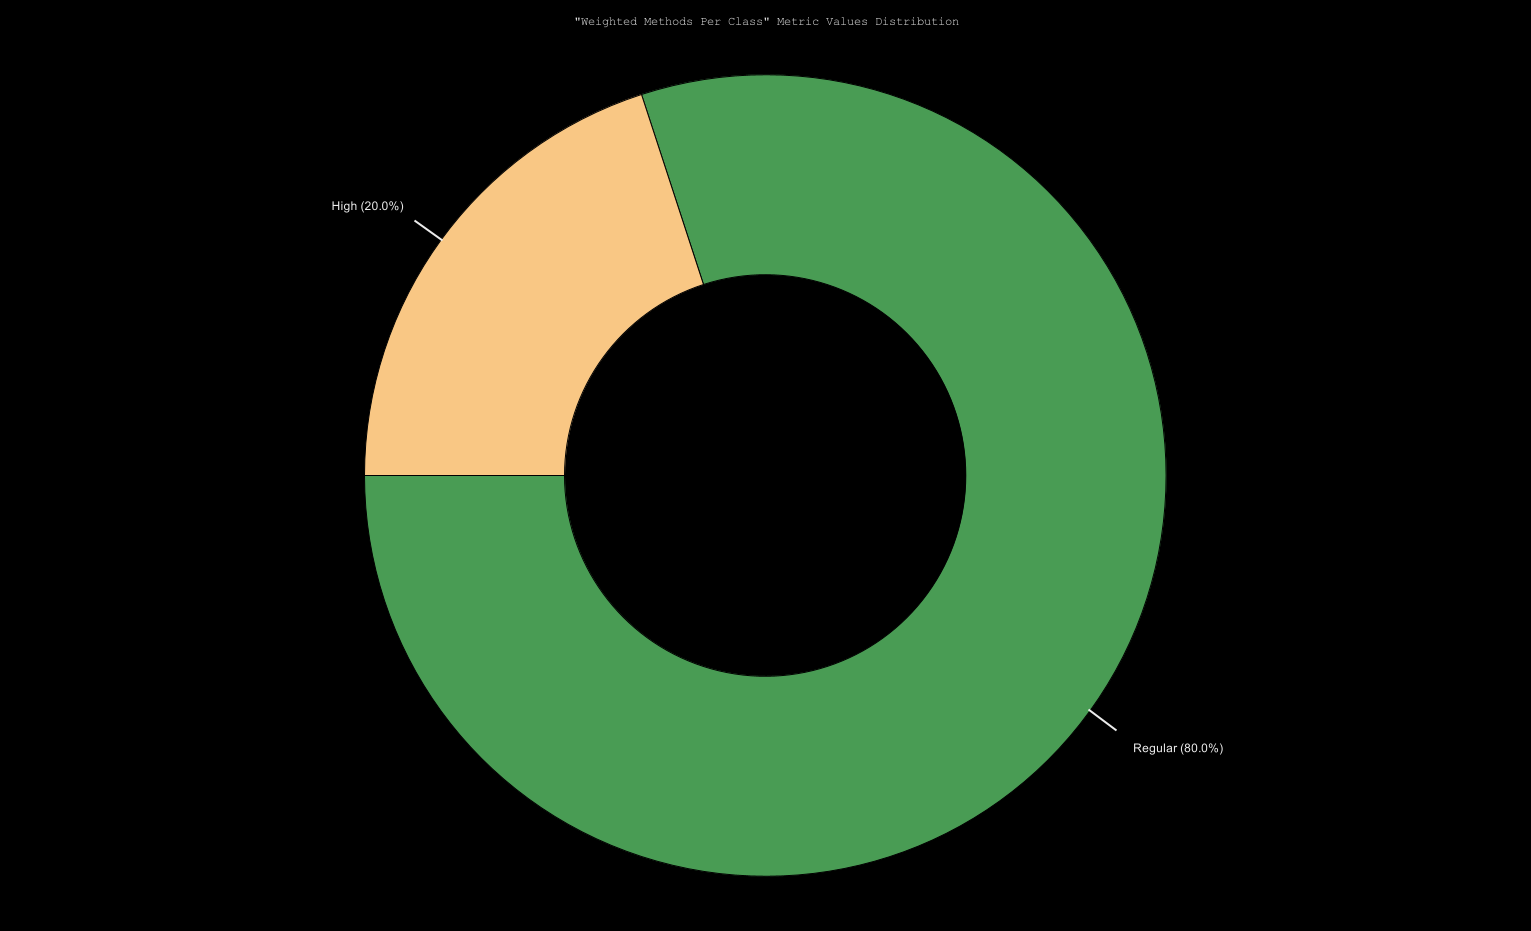 "Weighted Methods Per Class" Metric Values Distribution
High (20.0%)
Regular (80.0%)